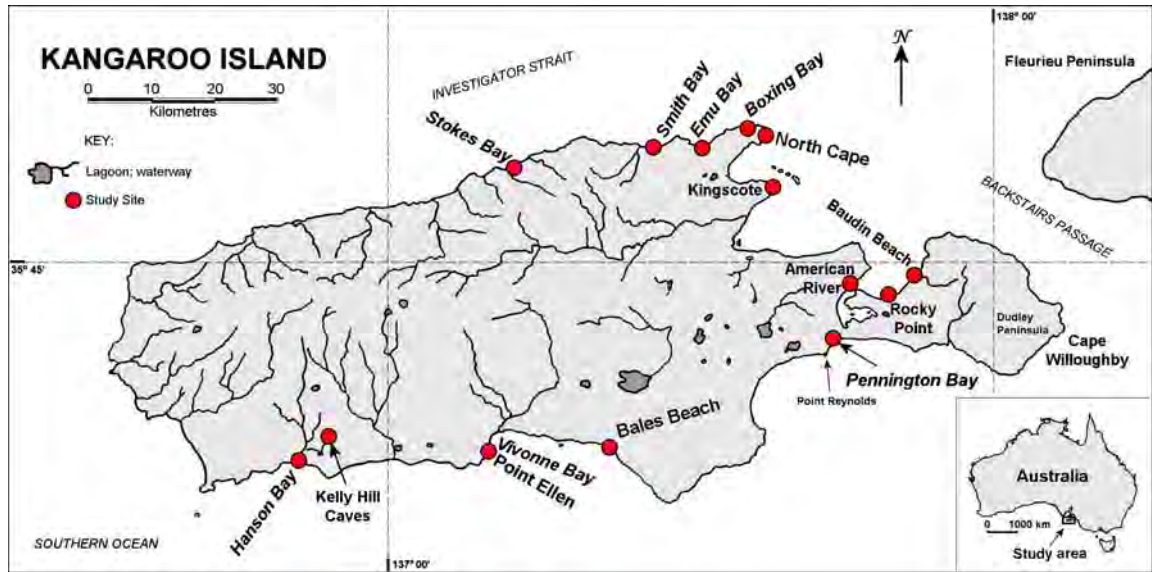 KANGAROO ISLAND
0 10 20 30
Kilometres
KEY:
Lagoon; waterway
Study Site
INVESTIGATOR STRAIT
138° 00'
N
Fleurieu Peninsula
Stokes Bay
Smith Bay
Emu Bay
Boxing Bay
North Cape
Kingscote
BACKSTAIRS PASSAGE
Baudin Beach
35° 45'
American
River
Rocky
Point
Dudley
Peninsula
Cape
Willoughby
Pennington Bay
Point Reynolds
Bales Beach
Vivonne Bay
Point Ellen
Hanson Bay
Kelly Hill
Caves
SOUTHERN OCEAN
137° 00'
Australia
0 1000 km
Study area